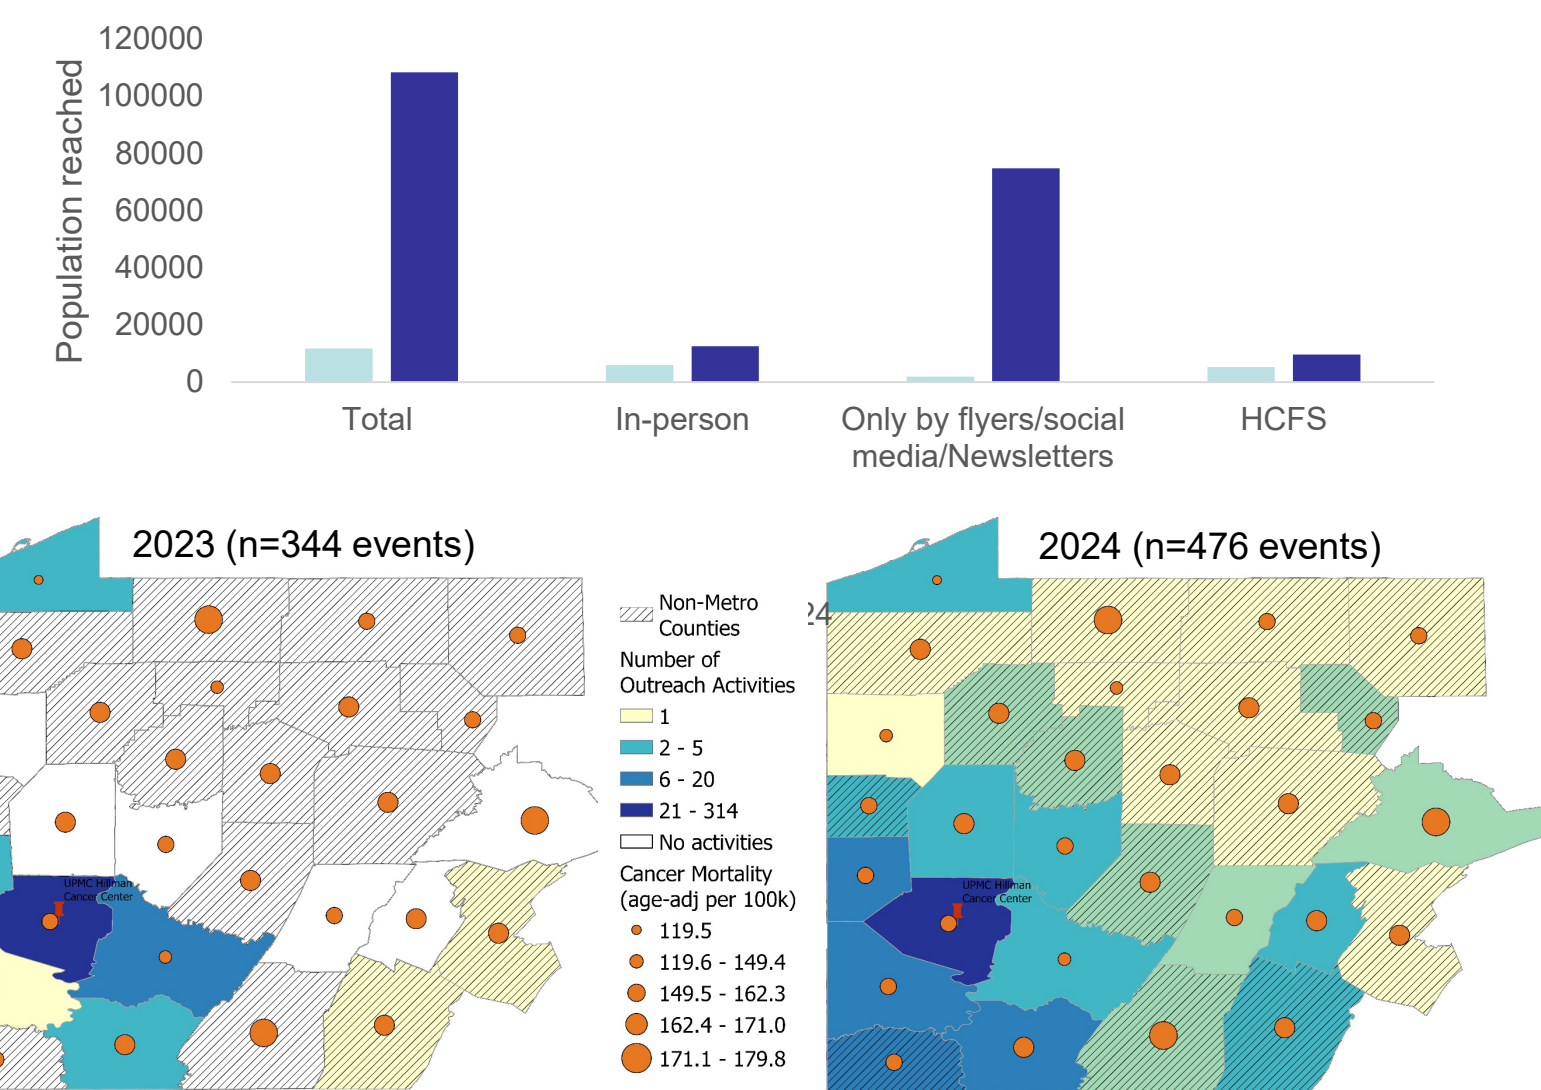 120000
100000
80000
60000
40000
20000
0
Population reached
Total
In-person
Only by flyers/social
media/Newsletters
HCFS
2023 (n=344 events)
UPMC Hillman
Cancer Center
Non-Metro
Counties
Number of
Outreach Activities
1
2 - 5
6 - 20
21 - 314
No activities
Cancer Mortality
(age-adj per 100k)
119.5
119.6 - 149.4
149.5 - 162.3
162.4 - 171.0
171.1 - 179.8
24
2024 (n=476 events)
UPMC Hillman
Cancer Center